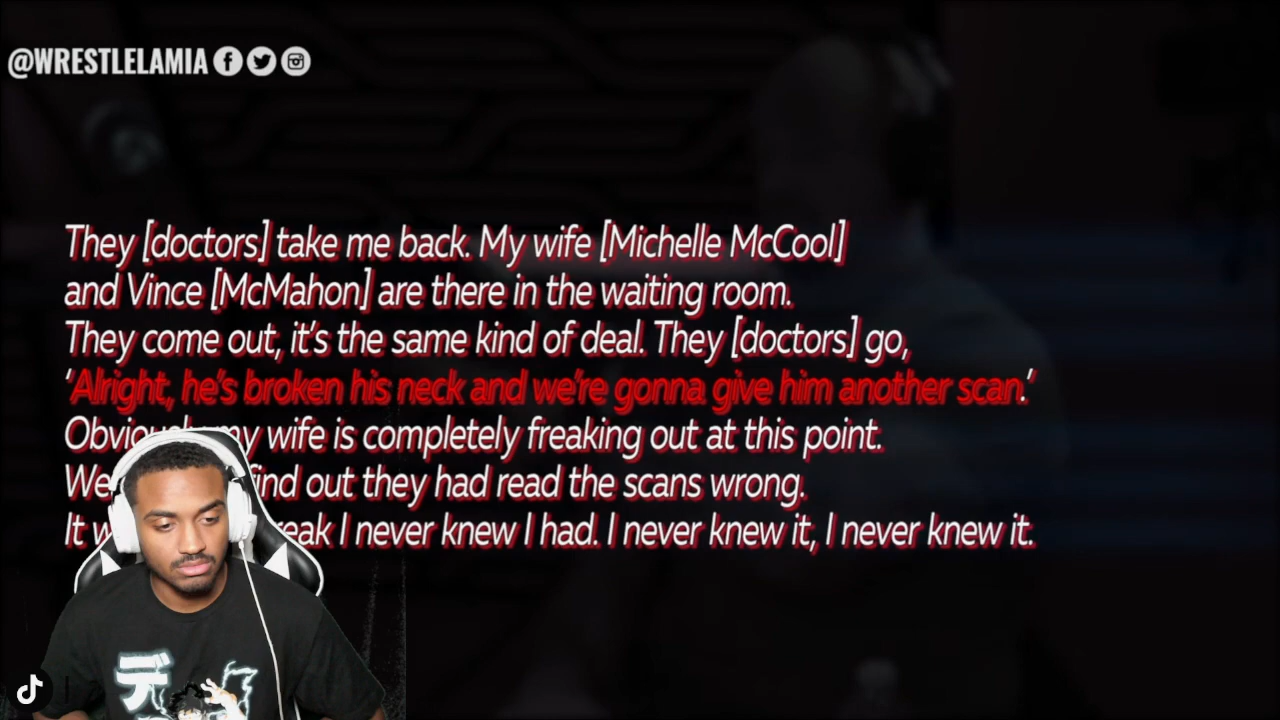 @WRESTLELAMIA
They [doctors] take me back. My wife [Michelle McCool]
and Vince [McMahon] are there in the waiting room.
They come out, it's the same kind of deal. They [doctors] go,
'Alright, he's broken his neck and we're gonna give him another scan.'
my wife is completely freaking out at this point.
find out they had read the scans wrong.
It I never knew I had. I never knew it, I never knew it.
デ